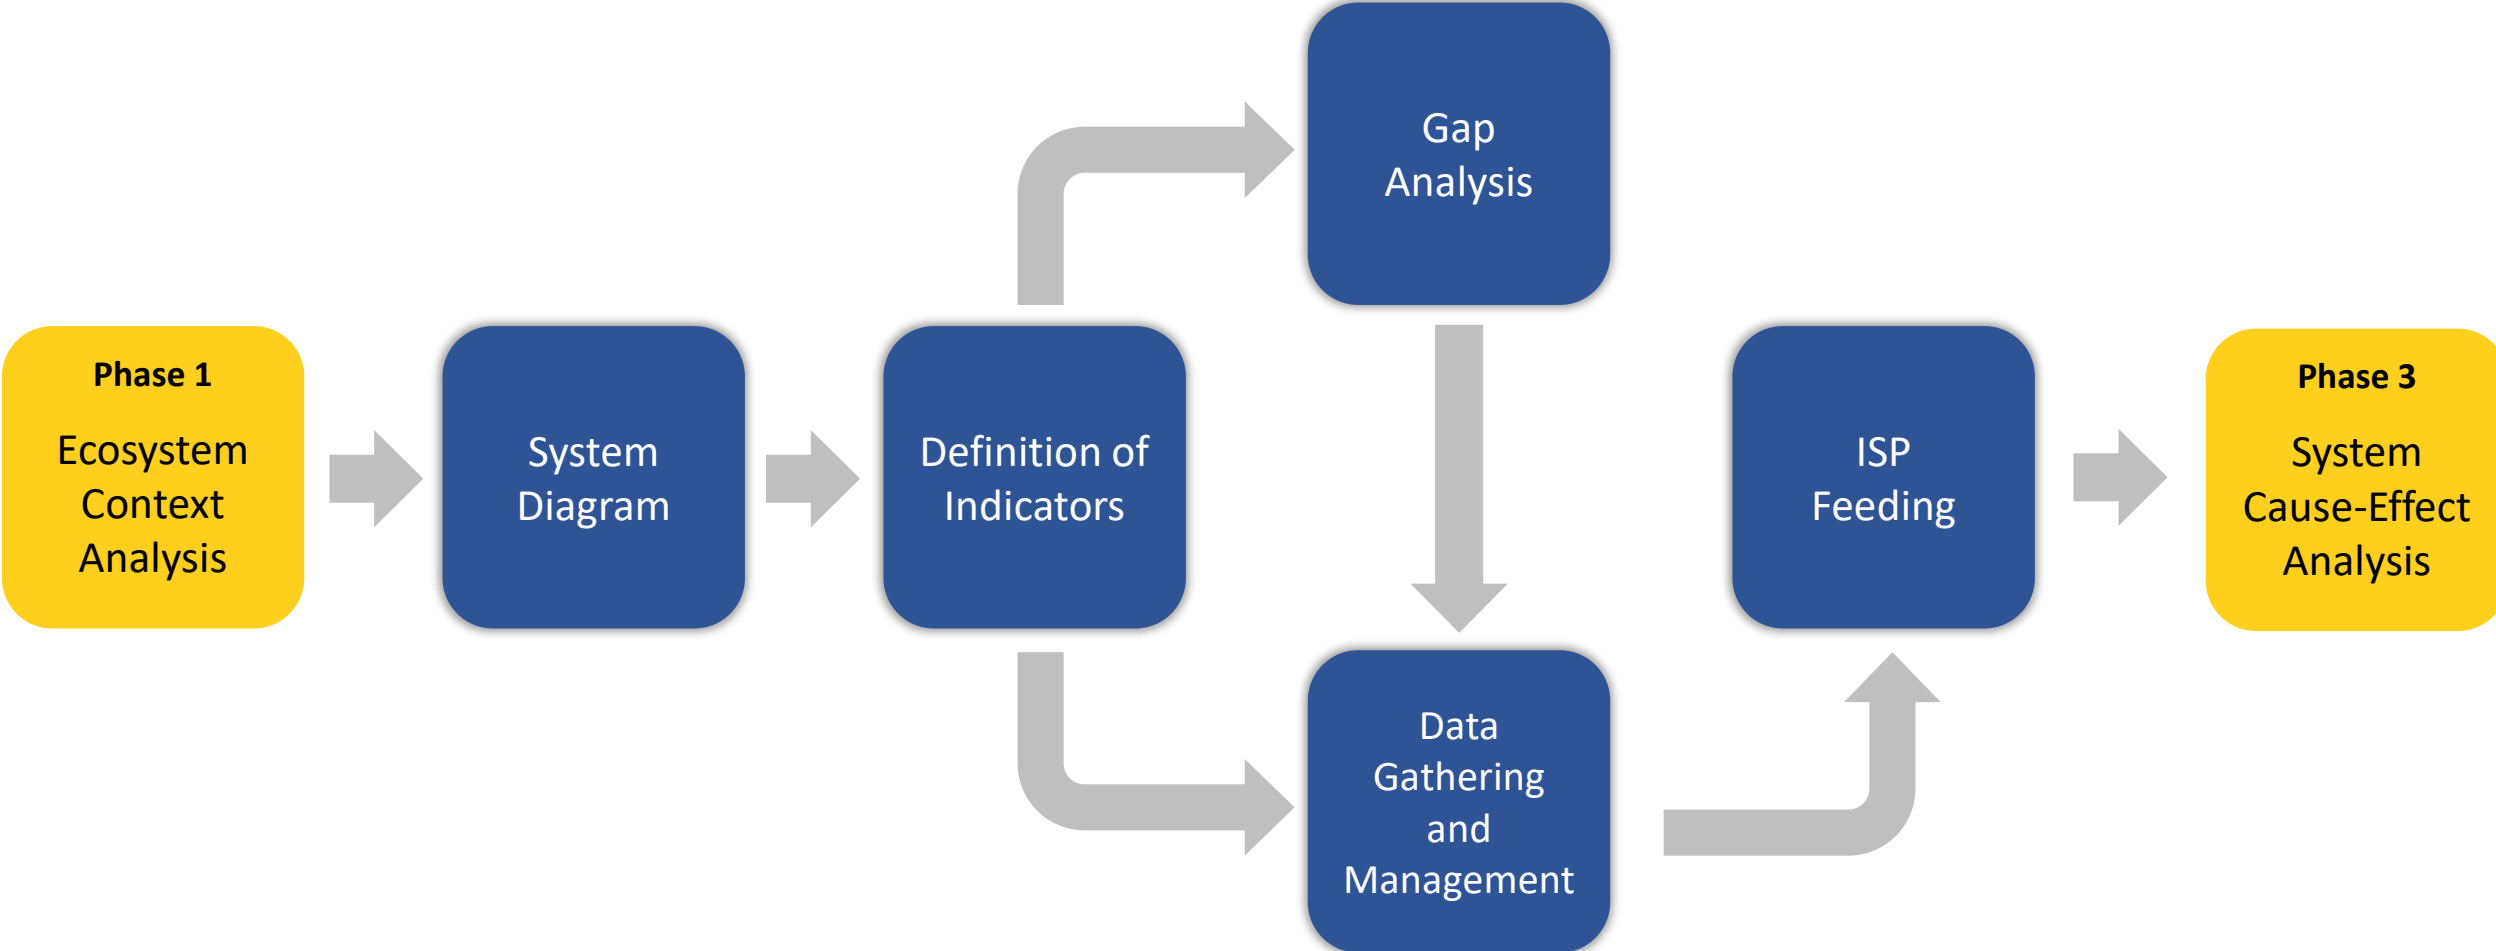 Phase 1
Ecosystem
Context
Analysis
System
Diagram
Definition of
Indicators
Gap
Analysis
Data
Gathering
and
Management
ISP
Feeding
Phase 3
System
Cause-Effect
Analysis